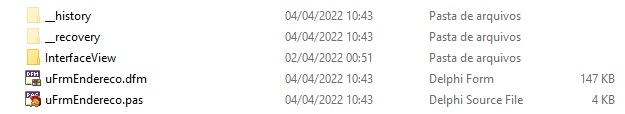 __history 04/04/2022 10:43 Pasta de arquivos
__recovery 04/04/2022 10:43 Pasta de arquivos
InterfaceView 02/04/2022 00:51 Pasta de arquivos
uFrmEndereco.dfm 04/04/2022 10:43 Delphi Form 147 KB
uFrmEndereco.pas 04/04/2022 10:43 Delphi Source File 4 KB